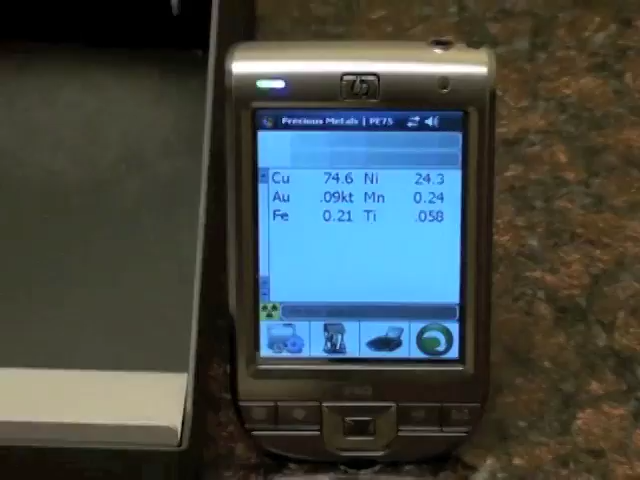 hp
Precious Metals | PE75
Cu 74.6 Ni 24.3
Au .09kt Mn 0.24
Fe 0.21 Ti .058